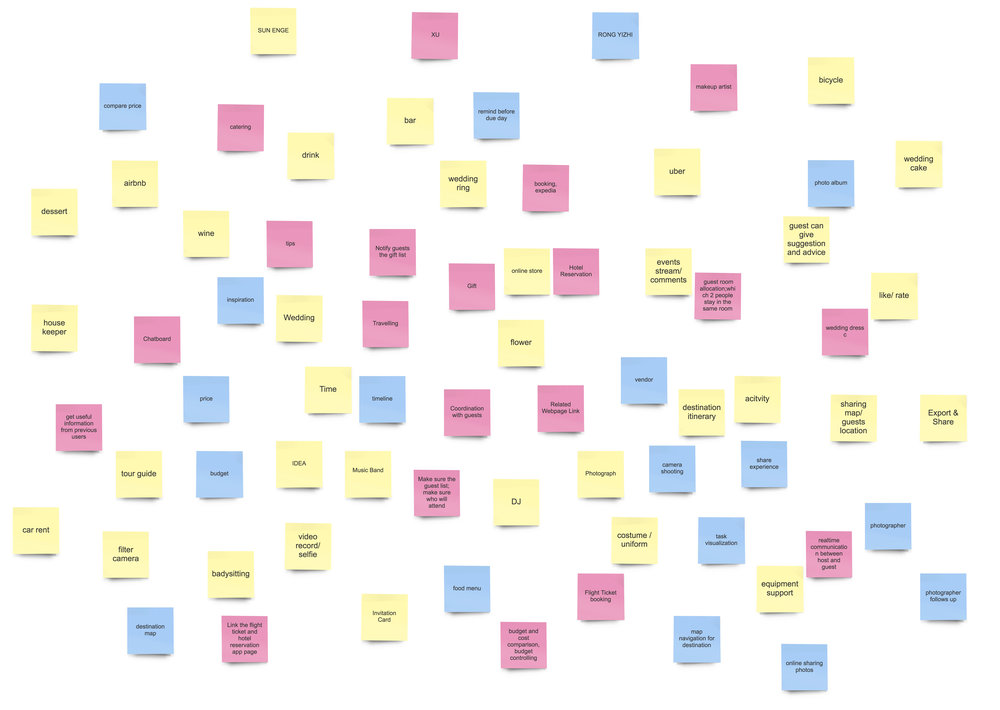 SUN ENGE
XU
RONG YIZHI
makeup artist
bicycle
compare price
catering
bar
remind before
due day
drink
wedding
cake
airbnb
wedding
ring
booking,
expedia
uber
photo album
dessert
wine
tips
Notify guests
the gift list
guest can
give
suggestion
and advice
online store
Hotel
Reservation
events
stream/
comments
Gift
guest room
allocation;whi
ch 2 people
stay in the
same room
like/ rate
inspiration
Wedding
house
keeper
Chatboard
Travelling
flower
wedding dress
c
price
Time
timeline
vendor
Coordination
with guests
Related
Webpage Link
destination
itinerary
acitvity
sharing
map/
guests
location
Export &
Share
get useful
information
from previous
users
tour guide
budget
IDEA
Music Band
Make sure the
guest list;
make sure
who will
attend
Photograph
camera
shooting
share
experience
DJ
car rent
filter
camera
video
record/
selfie
costume /
uniform
task
visualization
photographer
realtime
communicatio
n between
host and
guest
badysitting
food menu
Flight Ticket
booking
equipment
support
photographer
follows up
destination
map
Link the flight
ticket and
hotel
reservation
app page
Invitation
Card
budget and
cost
comparison,
budget
controlling
map
navigation for
destination
online sharing
photos